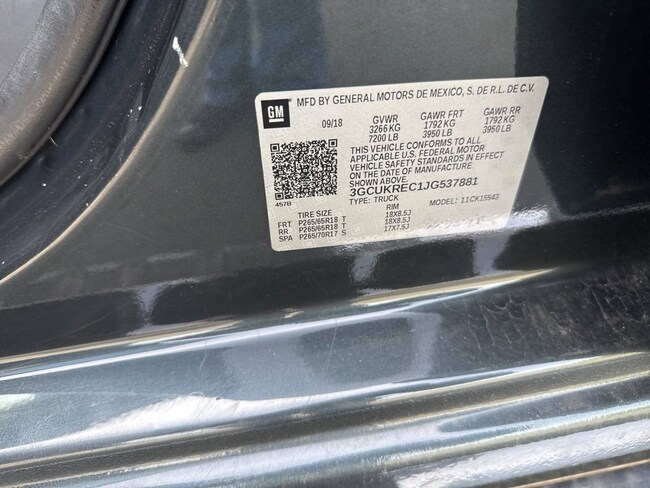 GM
MFD BY GENERAL MOTORS DE MEXICO, S. DE R.L. DE C.V.
09/18 GVWR GAWR FRT GAWR RR
3266 KG 1792 KG 1792 KG
7200 LB 3950 LB 3950 LB
THIS VEHICLE CONFORMS TO ALL
APPLICABLE U.S. FEDERAL MOTOR
VEHICLE SAFETY STANDARDS IN EFFECT
ON THE DATE OF MANUFACTURE
SHOWN ABOVE.
3GCUKREC1JG537881
457B TYPE: TRUCK MODEL: 11CK15543
TIRE SIZE RIM
FRT P265/65R18 T 18X8.5J
RR P265/65R18 T 18X8.5J
SPA P265/70R17 S 17X7.5J